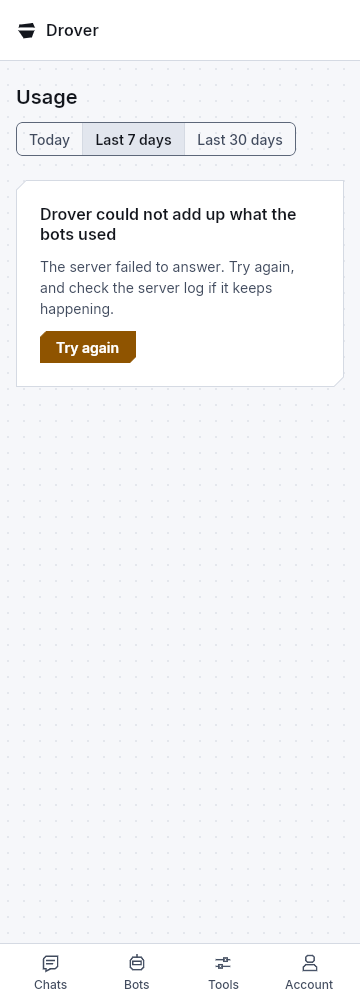 Drover
Usage
Today
Last 7 days
Last 30 days
Drover could not add up what the
bots used
The server failed to answer. Try again,
and check the server log if it keeps
happening.
Try again
Chats
Bots
Tools
Account